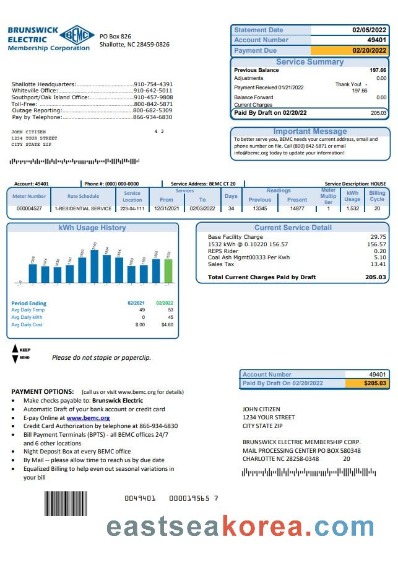 BRUNSWICK
ELECTRIC
BEMC
Membership Corporation
PO Box 826
Shallotte, NC 28459-0826
Statement Date 02/05/2022
Account Number 49401
Payment Due 02/20/2022
Service Summary
Previous Balance 197.66
Adjustments 0.00
Payment Received 01/21/2022 Thank You - 197.66
Balance Forward 0.00
Current Charges
Paid By Draft On 02/20/22 205.03
Shallotte Headquarters: 910-754-4391
Whiteville Office: 910-642-5011
Southport/Oak Island Office: 910-457-9808
Toll-Free: 800-842-5871
Outage Reporting: 800-682-5309
Pay by Telephone: 866-934-6830
JOHN CITIZEN 4 2
1234 YOUR STREET
CITY STATE ZIP
Important Message
To better serve you, BEMC needs your current address, email and
phone number on file. Call (800) 842-5871 or email
info@bemc.org today to update your information!
Account: 49401 Phone #: (000) 000-0000 Service Address: BEMC CT 20 Service Description: HOUSE
Meter Number Rate Schedule Service Location Services From To Days Readings Previous Present Meter Multiplier kWh Usage Billing Cycle
000004527 1-RESIDENTIAL SERVICE 12/31/2021 02/03/2022 34 13345 14877 1 1,532 20
kWh Usage History
Period Ending 02/2021 02/2022
Avg Daily Temp 49 53
Avg Daily kWh 0 45
Avg Daily Cost 0.00 $4.60
Current Service Detail
Base Facility Charge 29.75
1532 kWh @ 0.10220 156.57 156.57
REPS Rider 0.20
Coal Ash Mgmt00333 Per Kwh 5.10
Sales Tax 13.41
Total Current Charges Paid by Draft 205.03
KEEP
SEND
Please do not staple or paperclip.
Account Number 49401
Paid By Draft On 02/20/2022 $205.03
PAYMENT OPTIONS: (call us or visit www.bemc.org for details)
• Make checks payable to: Brunswick Electric
• Automatic Draft of your bank account or credit card
• E-pay Online at www.bemc.org
• Credit Card Authorization by telephone at 866-934-6830
• Bill Payment Terminals (BPTS) - all BEMC offices 24/7
and 6 other locations
• Night Deposit Box at every BEMC office
• By Mail -- please allow time to reach us by due date
• Equalized Billing to help even out seasonal variations in
your bill
JOHN CITIZEN
1234 YOUR STREET
CITY STATE ZIP
BRUNSWICK ELECTRIC MEMBERSHIP CORP.
MAIL PROCESSING CENTER PO BOX 580348
CHARLOTTE NC 28258-0348 20
0049401 000019565 7
eastseakorea.com